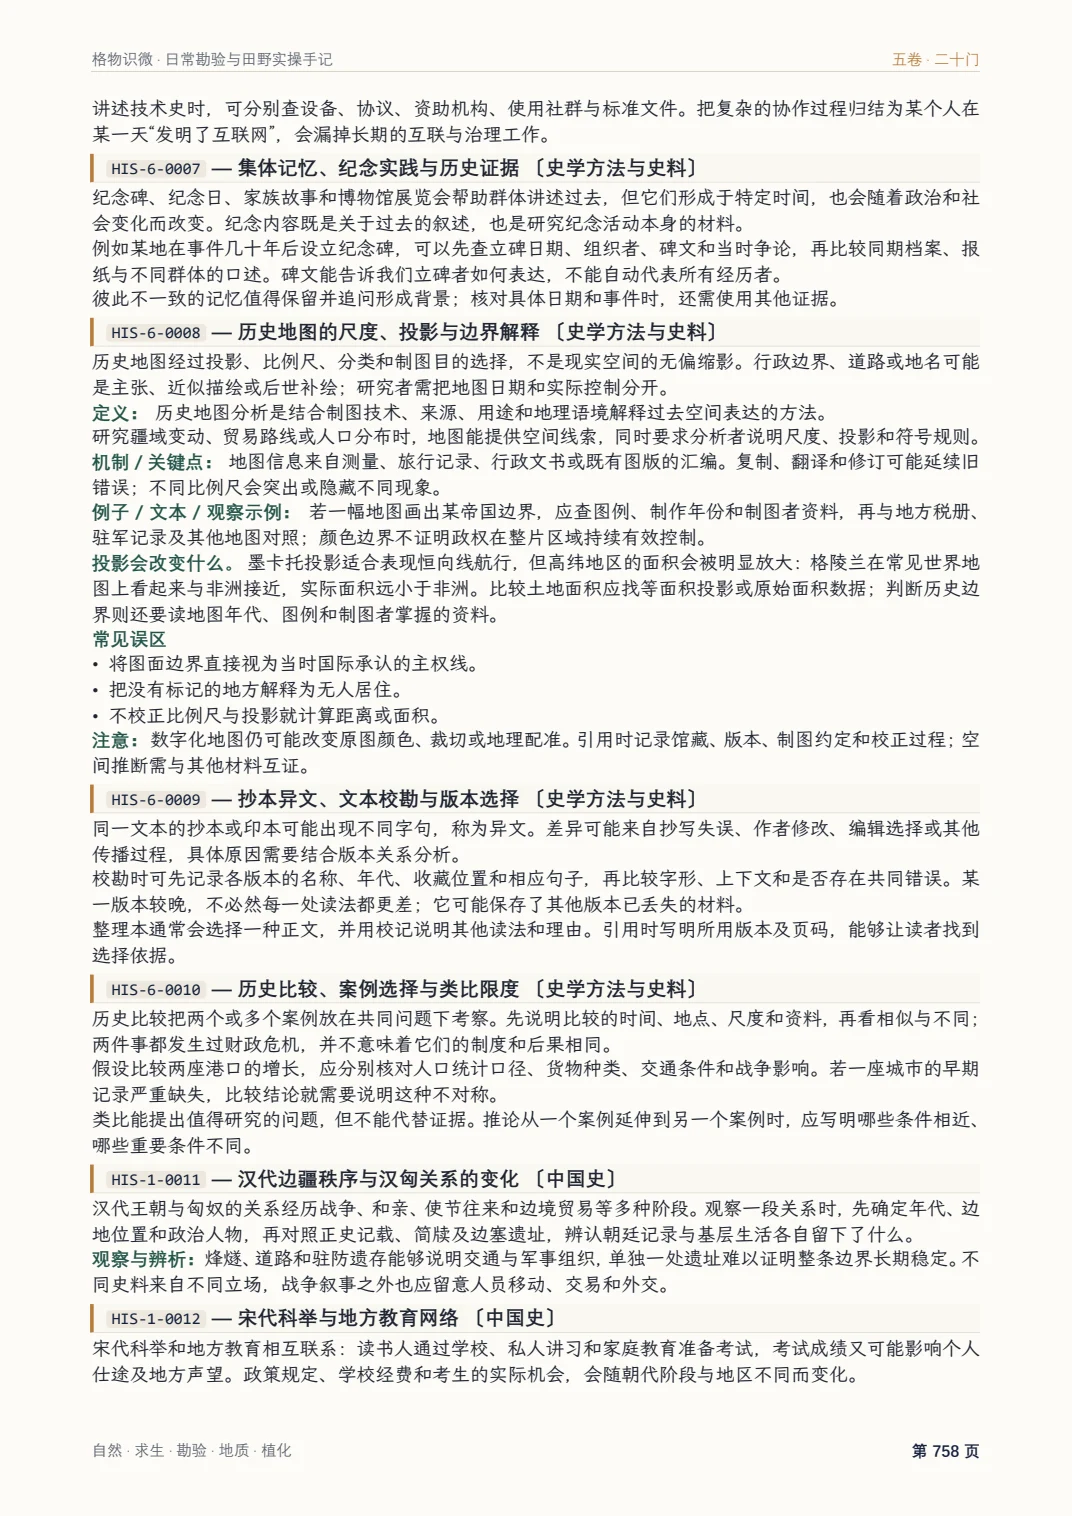 格物识微 · 日常勘验与田野实操手记
五卷 · 二十门
讲述技术史时，可分别查设备、协议、资助机构、使用社群与标准文件。把复杂的协作过程归结为某个人在
某一天“发明了互联网”，会漏掉长期的互联与治理工作。
HIS-6-0007 — 集体记忆、纪念实践与历史证据 〔史学方法与史料〕
纪念碑、纪念日、家族故事和博物馆展览会帮助群体讲述过去，但它们形成于特定时间，也会随着政治和社
会变化而改变。纪念内容既是关于过去的叙述，也是研究纪念活动本身的材料。
例如某地在事件几十年后设立纪念碑，可以先查立碑日期、组织者、碑文和当时争论，再比较同期档案、报
纸与不同群体的口述。碑文能告诉我们立碑者如何表达，不能自动代表所有经历者。
彼此不一致的记忆值得保留并追问形成背景；核对具体日期和事件时，还需使用其他证据。
HIS-6-0008 — 历史地图的尺度、投影与边界解释 〔史学方法与史料〕
历史地图经过投影、比例尺、分类和制图目的选择，不是现实空间的无偏缩影。行政边界、道路或地名可能
是主张、近似描绘或后世补绘；研究者需把地图日期和实际控制分开。
定义： 历史地图分析是结合制图技术、来源、用途和地理语境解释过去空间表达的方法。
研究疆域变动、贸易路线或人口分布时，地图能提供空间线索，同时要求分析者说明尺度、投影和符号规则。
机制 / 关键点： 地图信息来自测量、旅行记录、行政文书或既有图版的汇编。复制、翻译和修订可能延续旧
错误；不同比例尺会突出或隐藏不同现象。
例子 / 文本 / 观察示例： 若一幅地图画出某帝国边界，应查图例、制作年份和制图者资料，再与地方税册、
驻军记录及其他地图对照；颜色边界不证明政权在整片区域持续有效控制。
投影会改变什么。 墨卡托投影适合表现恒向线航行，但高纬地区的面积会被明显放大：格陵兰在常见世界地
图上看起来与非洲接近，实际面积远小于非洲。比较土地面积应找等面积投影或原始面积数据；判断历史边
界则还要读地图年代、图例和制图者掌握的资料。
常见误区
• 将图面边界直接视为当时国际承认的主权线。
• 把没有标记的地方解释为无人居住。
• 不校正比例尺与投影就计算距离或面积。
注意： 数字化地图仍可能改变原图颜色、裁切或地理配准。引用时记录馆藏、版本、制图约定和校正过程；空
间推断需与其他材料互证。
HIS-6-0009 — 抄本异文、文本校勘与版本选择 〔史学方法与史料〕
同一文本的抄本或印本可能出现不同字句，称为异文。差异可能来自抄写失误、作者修改、编辑选择或其他
传播过程，具体原因需要结合版本关系分析。
校勘时可先记录各版本的名称、年代、收藏位置和相应句子，再比较字形、上下文和是否存在共同错误。某
一版本较晚，不必然每一处读法都更差；它可能保存了其他版本已丢失的材料。
整理本通常会选择一种正文，并用校记说明其他读法和理由。引用时写明所用版本及页码，能够让读者找到
选择依据。
HIS-6-0010 — 历史比较、案例选择与类比限度 〔史学方法与史料〕
历史比较把两个或多个案例放在共同问题下考察。先说明比较的时间、地点、尺度和资料，再看相似与不同；
两件事都发生过财政危机，并不意味着它们的制度和后果相同。
假设比较两座港口的增长，应分别核对人口统计口径、货物种类、交通条件和战争影响。若一座城市的早期
记录严重缺失，比较结论就需要说明这种不对称。
类比能提出值得研究的问题，但不能代替证据。推论从一个案例延伸到另一个案例时，应写明哪些条件相近、
哪些重要条件不同。
HIS-1-0011 — 汉代边疆秩序与汉匈关系的变化 〔中国史〕
汉代王朝与匈奴的关系经历战争、和亲、使节往来和边境贸易等多种阶段。观察一段关系时，先确定年代、边
地位置和政治人物，再对照正史记载、简牍及边塞遗址，辨认朝廷记录与基层生活各自留下了什么。
观察与辨析： 烽燧、道路和驻防遗存能够说明交通与军事组织，单独一处遗址难以证明整条边界长期稳定。不
同史料来自不同立场，战争叙事之外也应留意人员移动、交易和外交。
HIS-1-0012 — 宋代科举与地方教育网络 〔中国史〕
宋代科举和地方教育相互联系：读书人通过学校、私人讲习和家庭教育准备考试，考试成绩又可能影响个人
仕途及地方声望。政策规定、学校经费和考生的实际机会，会随朝代阶段与地区不同而变化。
自然 · 求生 · 勘验 · 地质 · 植化
第 758 页